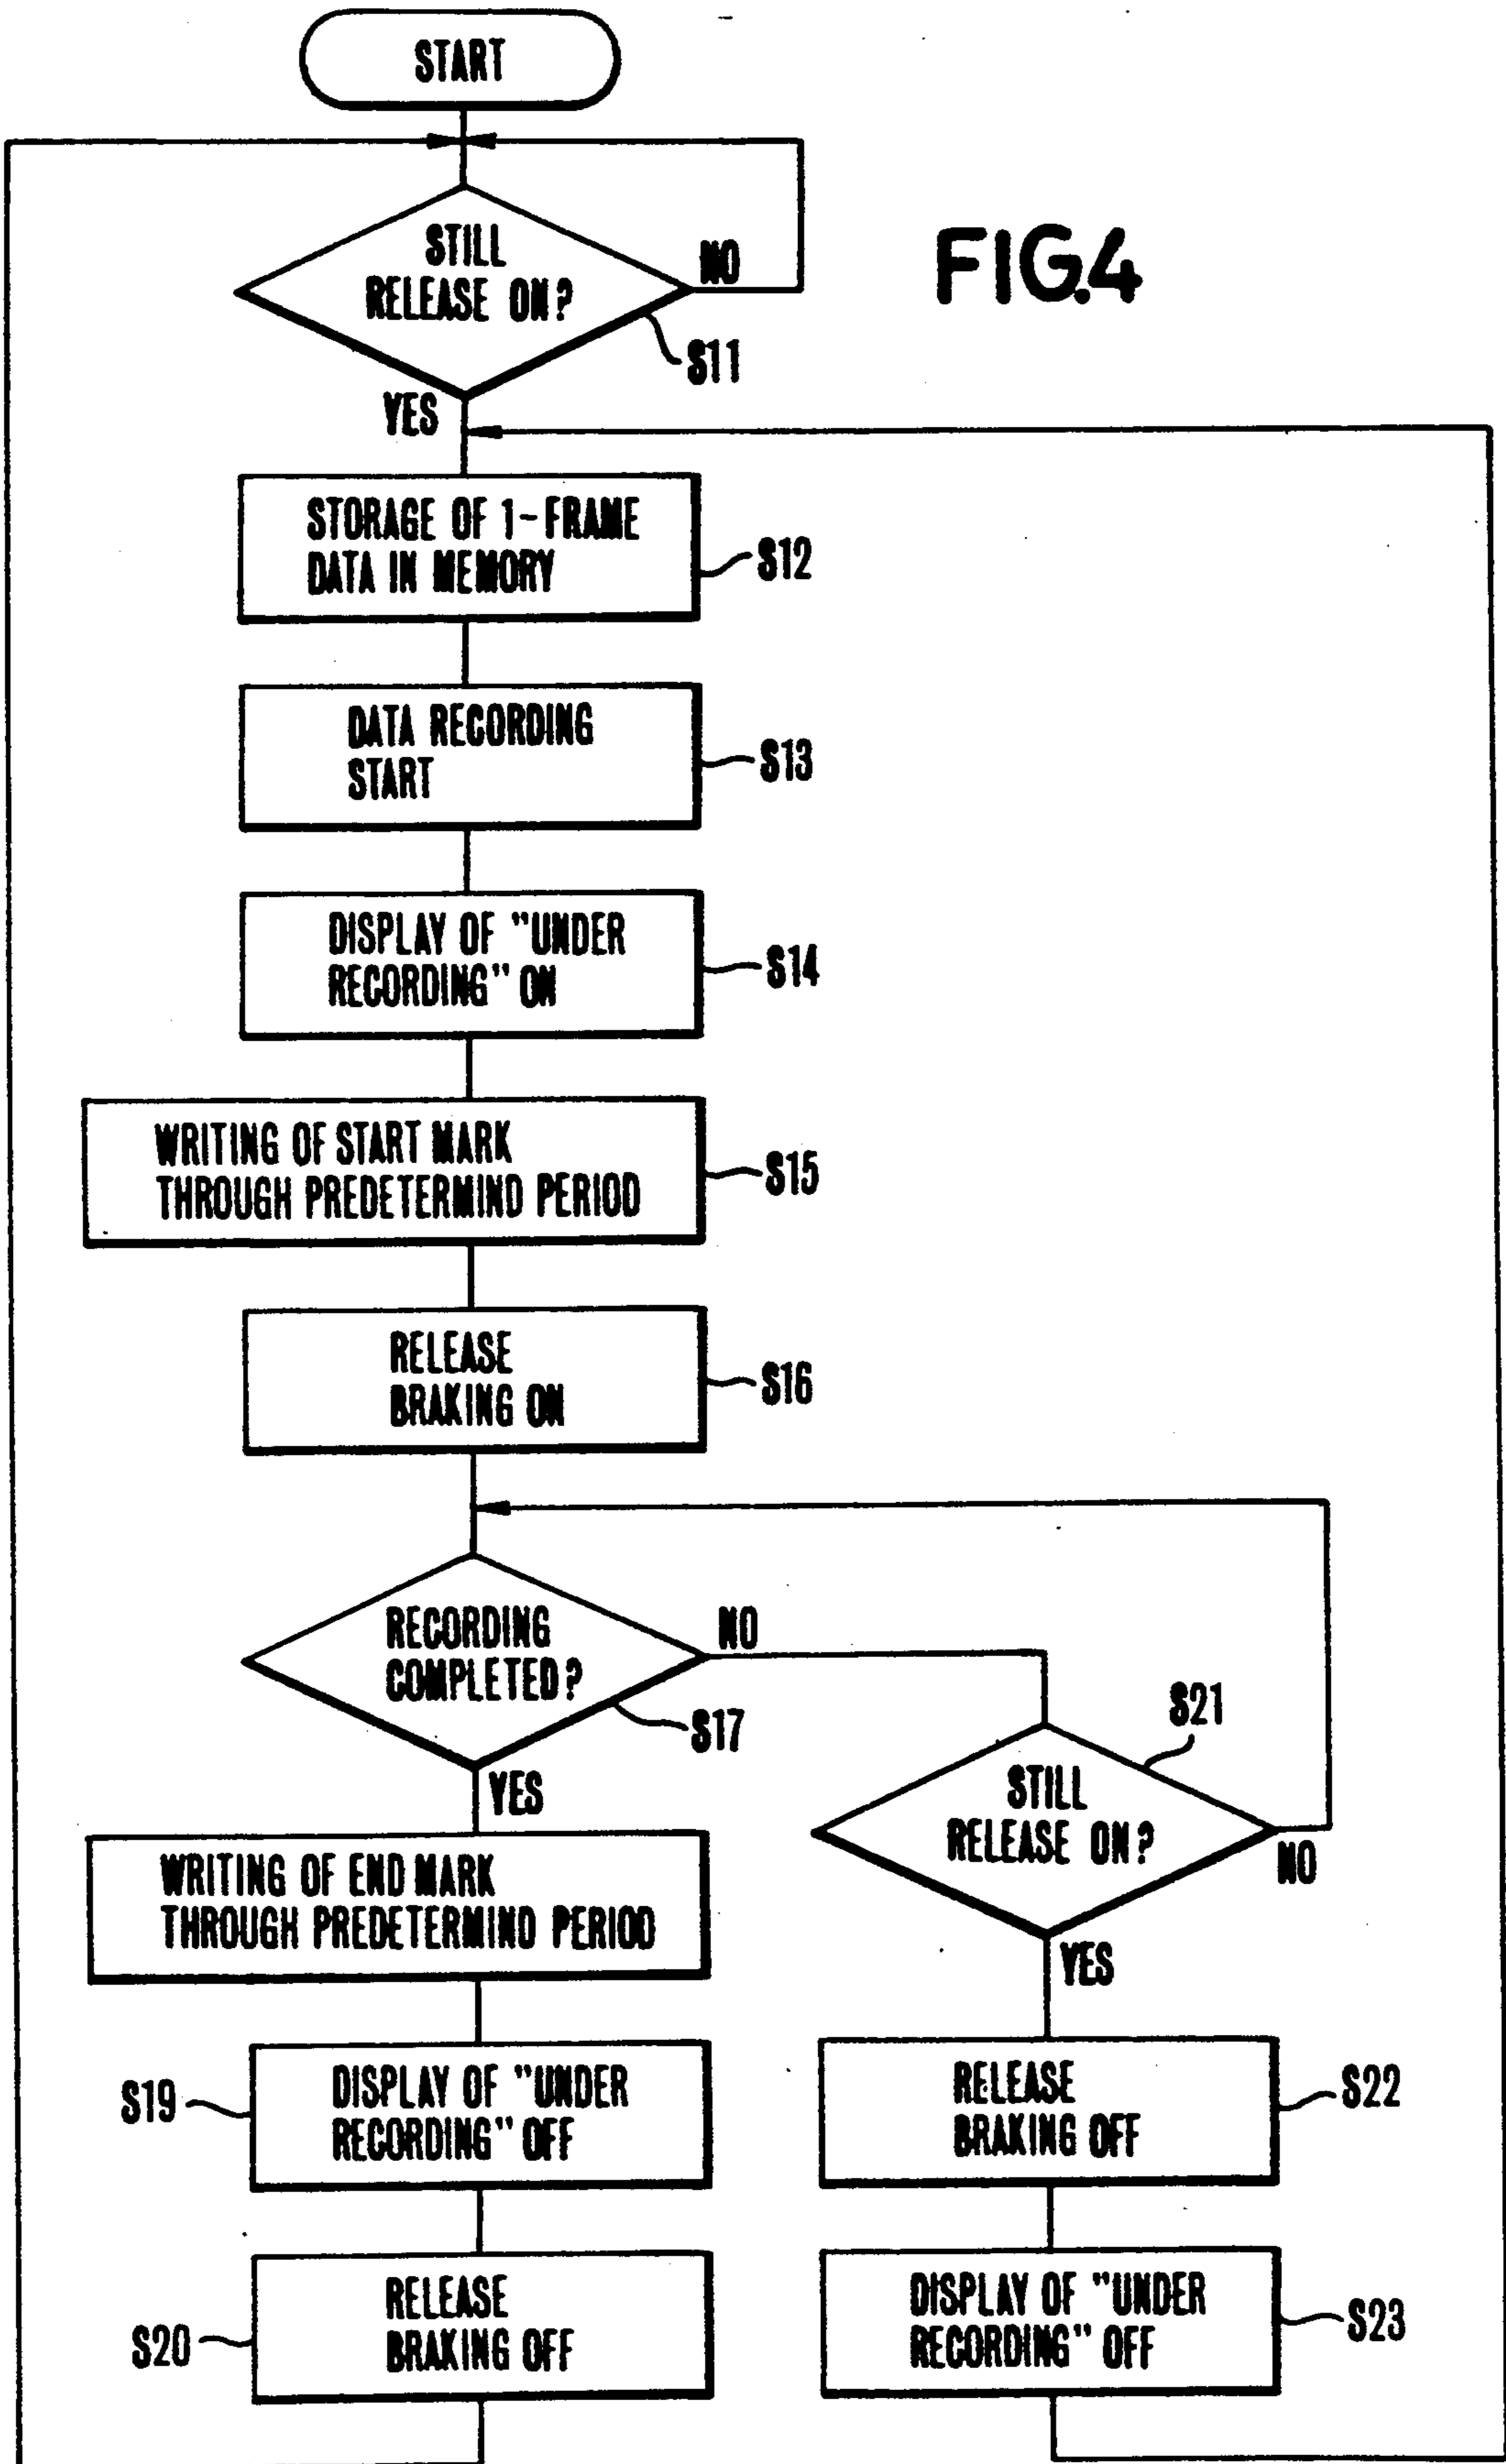 START
STILL
RELEASE ON?
NO
FIG.4
S11
YES
STORAGE OF 1-FRAME
DATA IN MEMORY
S12
DATA RECORDING
START
S13
DISPLAY OF "UNDER
RECORDING" ON
S14
WRITING OF START MARK
THROUGH PREDETERMIND PERIOD
S15
RELEASE
BRAKING ON
S16
RECORDING
COMPLETED?
NO
S17
YES
S21
STILL
RELEASE ON?
NO
YES
WRITING OF END MARK
THROUGH PREDETERMIND PERIOD
S19
DISPLAY OF "UNDER
RECORDING" OFF
RELEASE
BRAKING OFF
S22
S20
RELEASE
BRAKING OFF
DISPLAY OF "UNDER
RECORDING" OFF
S23